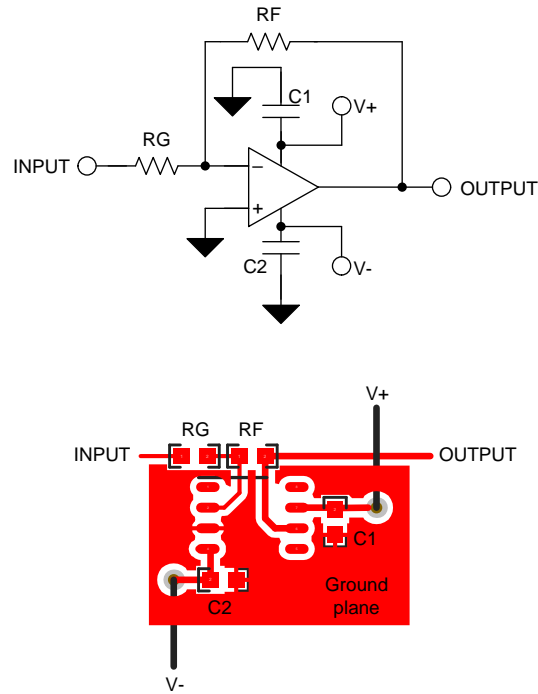 RF
C1
V+
RG
INPUT
−
+
OUTPUT
C2
V-
V+
RG RF
INPUT
OUTPUT
C1
Ground
plane
C2
V-